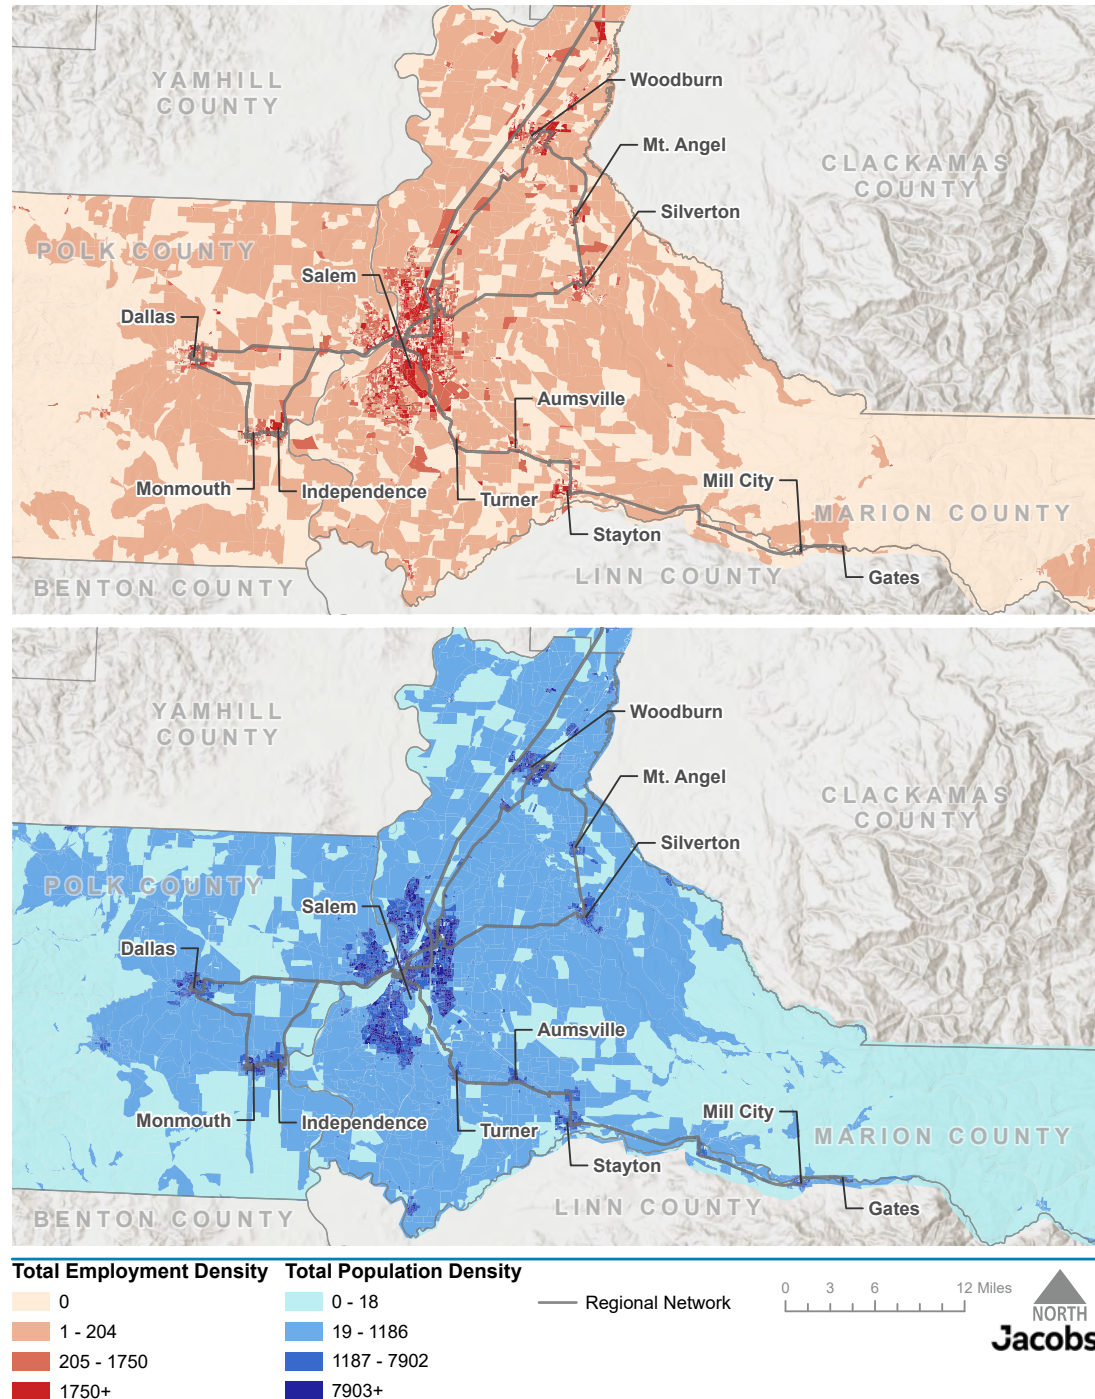 YAMHILL
COUNTY
Woodburn
Mt. Angel
CLACKAMAS
COUNTY
Silverton
POLK COUNTY
Salem
Dallas
Aumsville
Mill City
Monmouth
Independence
Turner
MARION COUNTY
Stayton
BENTON COUNTY
LINN COUNTY
Gates
YAMHILL
COUNTY
Woodburn
Mt. Angel
CLACKAMAS
COUNTY
Silverton
POLK COUNTY
Salem
Dallas
Aumsville
Mill City
Monmouth
Independence
Turner
MARION COUNTY
Stayton
BENTON COUNTY
LINN COUNTY
Gates
Total Employment Density
0
1 - 204
205 - 1750
1750+
Total Population Density
0 - 18
19 - 1186
1187 - 7902
7903+
Regional Network
0 3 6 12 Miles
NORTH
Jacobs